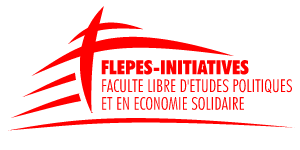 FLEPES-INITIATIVES
FACULTE LIBRE D'ETUDES POLITIQUES
ET EN ECONOMIE SOLIDAIRE